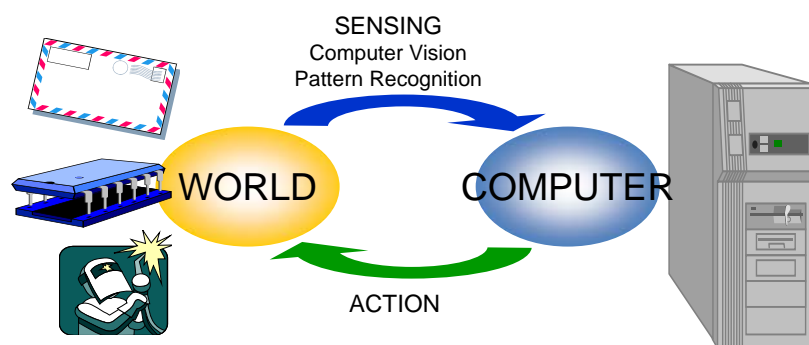 SENSING
Computer Vision
Pattern Recognition
WORLD
COMPUTER
ACTION